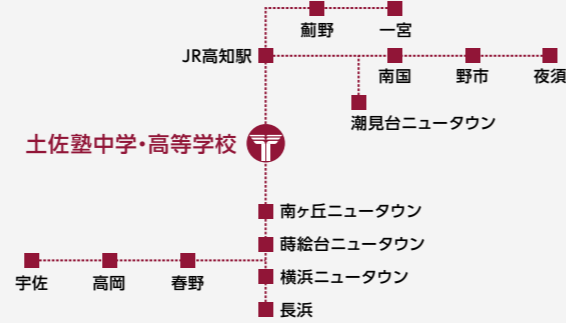 薊野
一宮
JR高知駅
南国
野市
夜須
潮見台ニュータウン
土佐塾中学・高等学校
南ヶ丘ニュータウン
蒔絵台ニュータウン
横浜ニュータウン
宇佐
高岡
春野
長浜